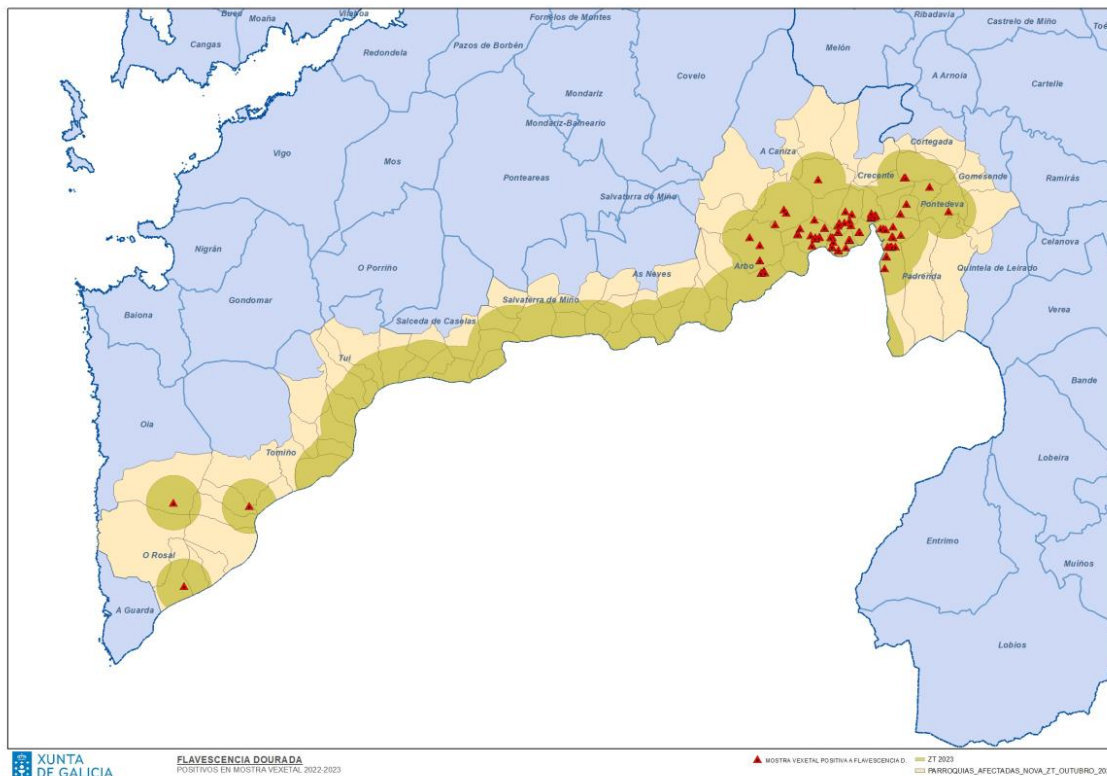 Bueu
Moaña
Vilaboa
Cangas
Redondela
Pazos de Borbén
Fornelos de Montes
Ribadavia
Castrelo de Miño
Melón
A Arnoia
Cartelle
Covelo
Mondariz
Mondariz-Balneario
Vigo
Mos
Ponteareas
A Caniza
Cortegada
Crecente
Gomesende
Ramirás
Salvaterra de Miño
Pontedeva
Nigrán
O Porriño
As Neves
Arbo
Celanova
Padrenda
Quintela de Leirado
Gondomar
Baiona
Salceda de Caselas
Salvaterra de Miño
Verea
Tui
Bande
Oia
Tomiño
Lobeira
O Rosal
Entrimo
Muiños
A Guarda
Lobios
XUNTA
DE GALICIA
FLAVESCENCIA DOURADA
POSITIVOS EN MOSTRA VEXETAL 2022-2023
MOSTRA VEXETAL POSITIVA A FLAVESCENCIA D.
ZT 2023
PARROQUIAS_AFECTADAS_NOVA_ZT_OUTUBRO_202